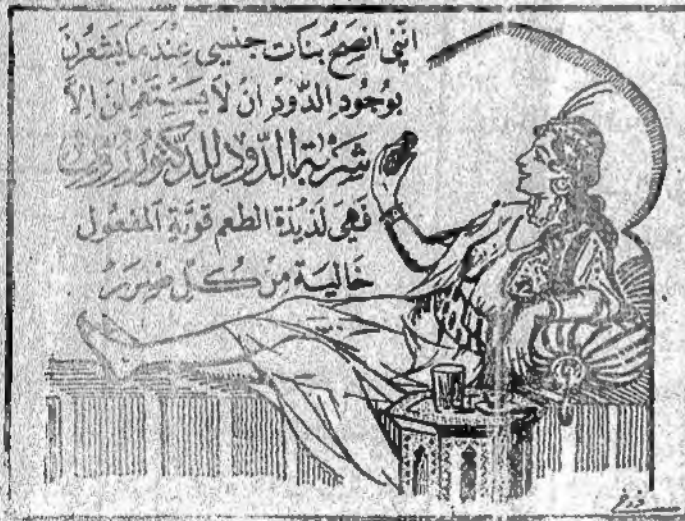 انني انصح بنات جنسي عندما يشعرن
بوجود الدود ان لا يستعملن الا
شربة الدود للدكتور
فهي لذيذة الطعم قوية المفعول
خالية من كل ضرر